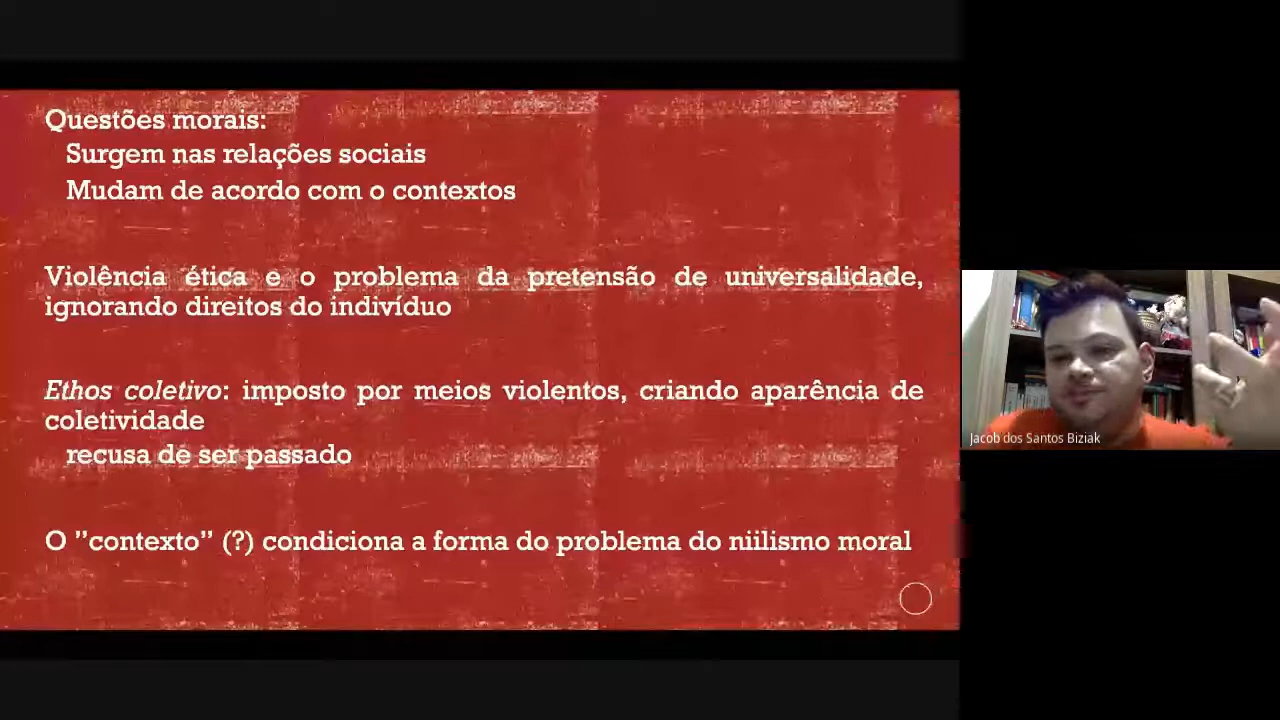 Questões morais:
Surgem nas relações sociais
Mudam de acordo com o contextos
Violência ética e o problema da pretensão de universalidade,
ignorando direitos do indivíduo
Ethos coletivo: imposto por meios violentos, criando aparência de
coletividade
recusa de ser passado
O ”contexto” (?) condiciona a forma do problema do niilismo moral
Jacob dos Santos Biziak